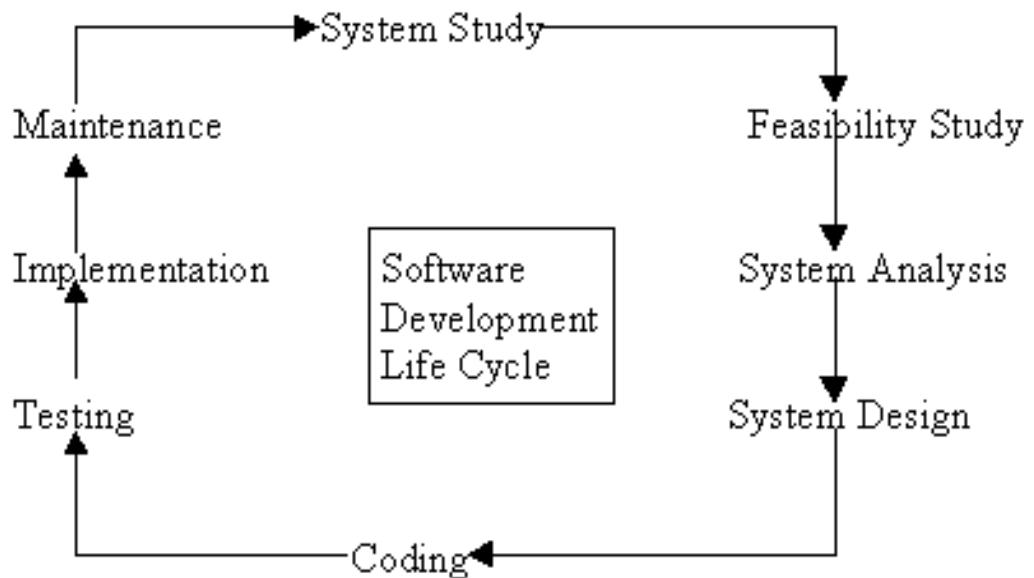 System Study
Maintenance
Feasibility Study
Implementation
Software
Development
Life Cycle
System Analysis
Testing
System Design
Coding